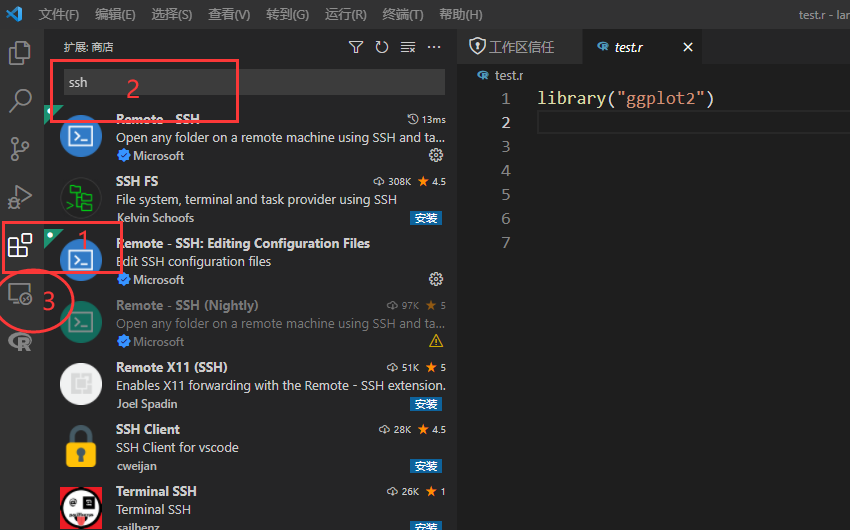 文件(F) 编辑(E) 选择(S) 查看(V) 转到(G) 运行(R) 终端(T) 帮助(H) test.r - lar
扩展: 商店
工作区信任
test.r
ssh
2
test.r
1 library("ggplot2")
2
3
4
5
6
7
Remote - SSH 13ms
Open any folder on a remote machine using SSH and ta...
Microsoft
SSH FS 308K 4.5
File system, terminal and task provider using SSH
Kelvin Schoofs 安装
1
Remote - SSH: Editing Configuration Files
Edit SSH configuration files
Microsoft
3
Remote - SSH (Nightly) 97K 5
Open any folder on a remote machine using SSH and ta...
Microsoft
R
Remote X11 (SSH) 51K 5
Enables X11 forwarding with the Remote - SSH extension.
Joel Spadin 安装
SSH Client 28K 4.5
SSH Client for vscode
cweijan 安装
Terminal SSH 26K 1
Terminal SSH
安装